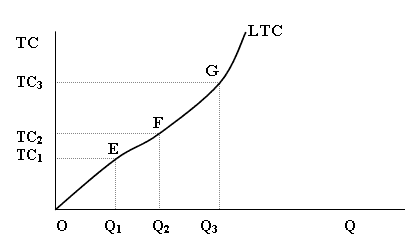 LTC
TC
G
TC₃
F
TC₂
E
TC₁
O Q₁ Q₂ Q₃ Q